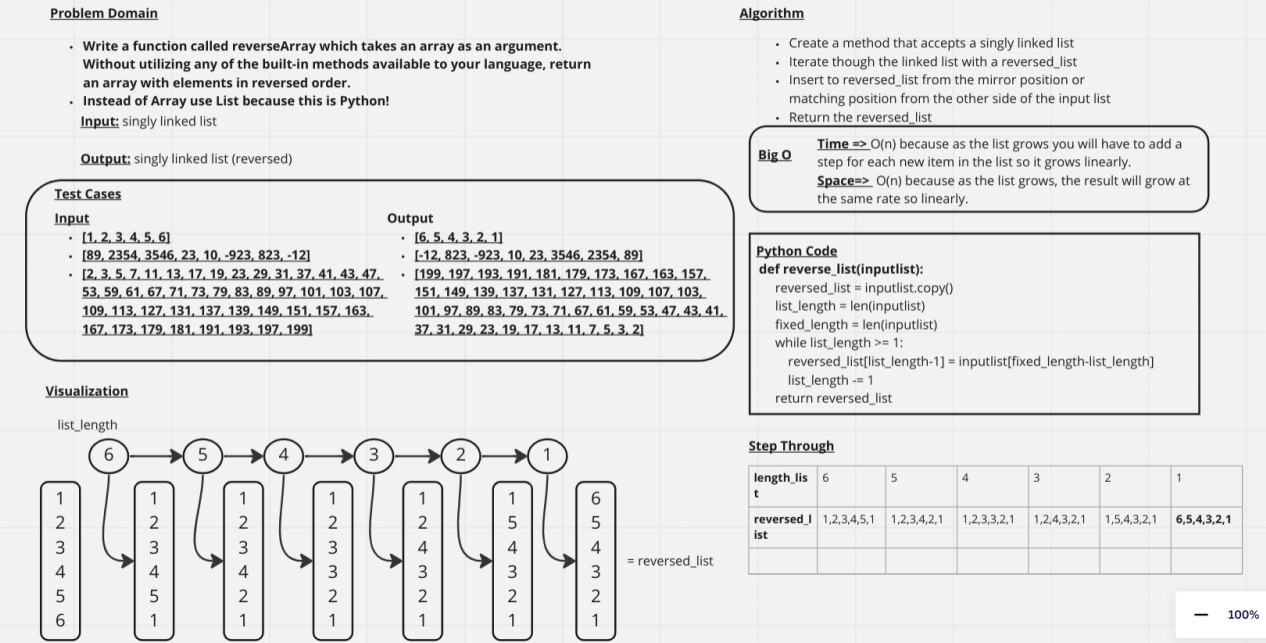 Problem Domain
Write a function called reverseArray which takes an array as an argument.
Without utilizing any of the built-in methods available to your language, return
an array with elements in reversed order.
Instead of Array use List because this is Python!
Input: singly linked list
Output: singly linked list (reversed)
Test Cases
Input
[1, 2, 3, 4, 5, 6]
[89, 2354, 3546, 23, 10, -923, 823, -12]
[2, 3, 5, 7, 11, 13, 17, 19, 23, 29, 31, 37, 41, 43, 47,
53, 59, 61, 67, 71, 73, 79, 83, 89, 97, 101, 103, 107,
109, 113, 127, 131, 137, 139, 149, 151, 157, 163,
167, 173, 179, 181, 191, 193, 197, 199]
Output
[6, 5, 4, 3, 2, 1]
[-12, 823, -923, 10, 23, 3546, 2354, 89]
[199, 197, 193, 191, 181, 179, 173, 167, 163, 157,
151, 149, 139, 137, 131, 127, 113, 109, 107, 103,
101, 97, 89, 83, 79, 73, 71, 67, 61, 59, 53, 47, 43, 41,
37, 31, 29, 23, 19, 17, 13, 11, 7, 5, 3, 2]
Visualization
list_length
6 5 4 3 2 1
1 1 1 1 1 1 6
2 2 2 2 2 5 5
3 3 3 3 4 4 4
4 4 4 3 3 3 3
5 5 2 2 2 2 2
6 1 1 1 1 1 1
= reversed_list
Algorithm
Create a method that accepts a singly linked list
Iterate though the linked list with a reversed_list
Insert to reversed_list from the mirror position or
matching position from the other side of the input list
Return the reversed_list
Big O
Time => O(n) because as the list grows you will have to add a
step for each new item in the list so it grows linearly.
Space=> O(n) because as the list grows, the result will grow at
the same rate so linearly.
Python Code
def reverse_list(inputlist):
reversed_list = inputlist.copy()
list_length = len(inputlist)
fixed_length = len(inputlist)
while list_length >= 1:
reversed_list[list_length-1] = inputlist[fixed_length-list_length]
list_length -= 1
return reversed_list
Step Through
length_lis
t
6 5 4 3 2 1
reversed_l
ist
1,2,3,4,5,1 1,2,3,4,2,1 1,2,3,3,2,1 1,2,4,3,2,1 1,5,4,3,2,1 6,5,4,3,2,1
100%